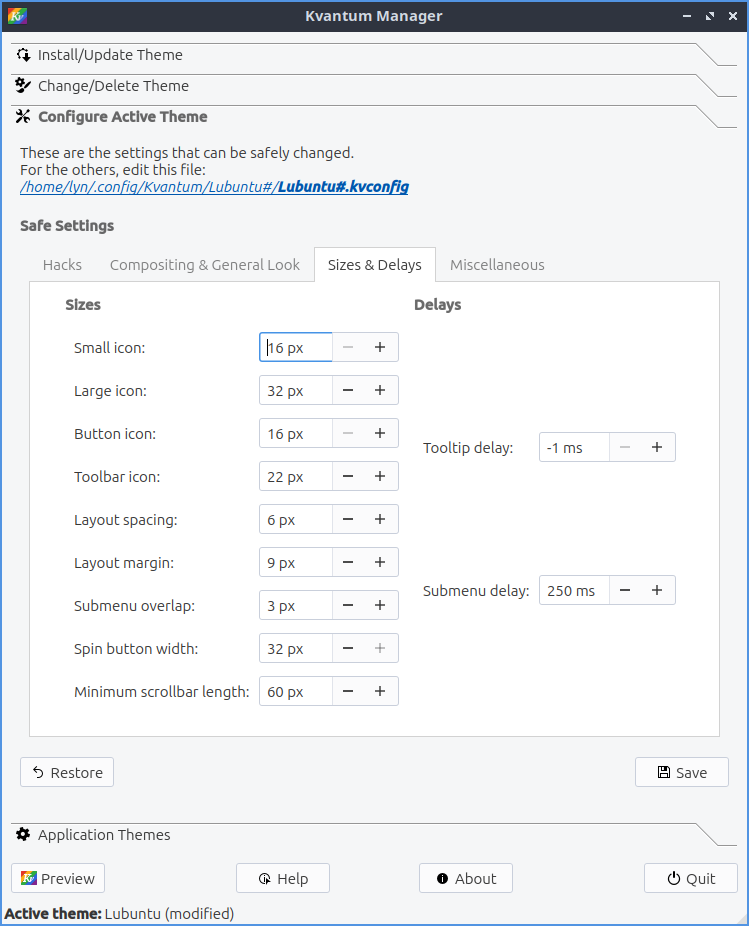 Kvantum Manager
Install/Update Theme
Change/Delete Theme
Configure Active Theme
These are the settings that can be safely changed.
For the others, edit this file:
/home/lyn/.config/Kvantum/Lubuntu#/Lubuntu#.kvconfig
Safe Settings
Hacks Compositing & General Look Sizes & Delays Miscellaneous
Sizes Delays
Small icon: 16 px − +
Large icon: 32 px − +
Button icon: 16 px − +
Tooltip delay: -1 ms − +
Toolbar icon: 22 px − +
Layout spacing: 6 px − +
Layout margin: 9 px − +
Submenu delay: 250 ms − +
Submenu overlap: 3 px − +
Spin button width: 32 px − +
Minimum scrollbar length: 60 px − +
Restore Save
Application Themes
Preview Help About Quit
Active theme: Lubuntu (modified)